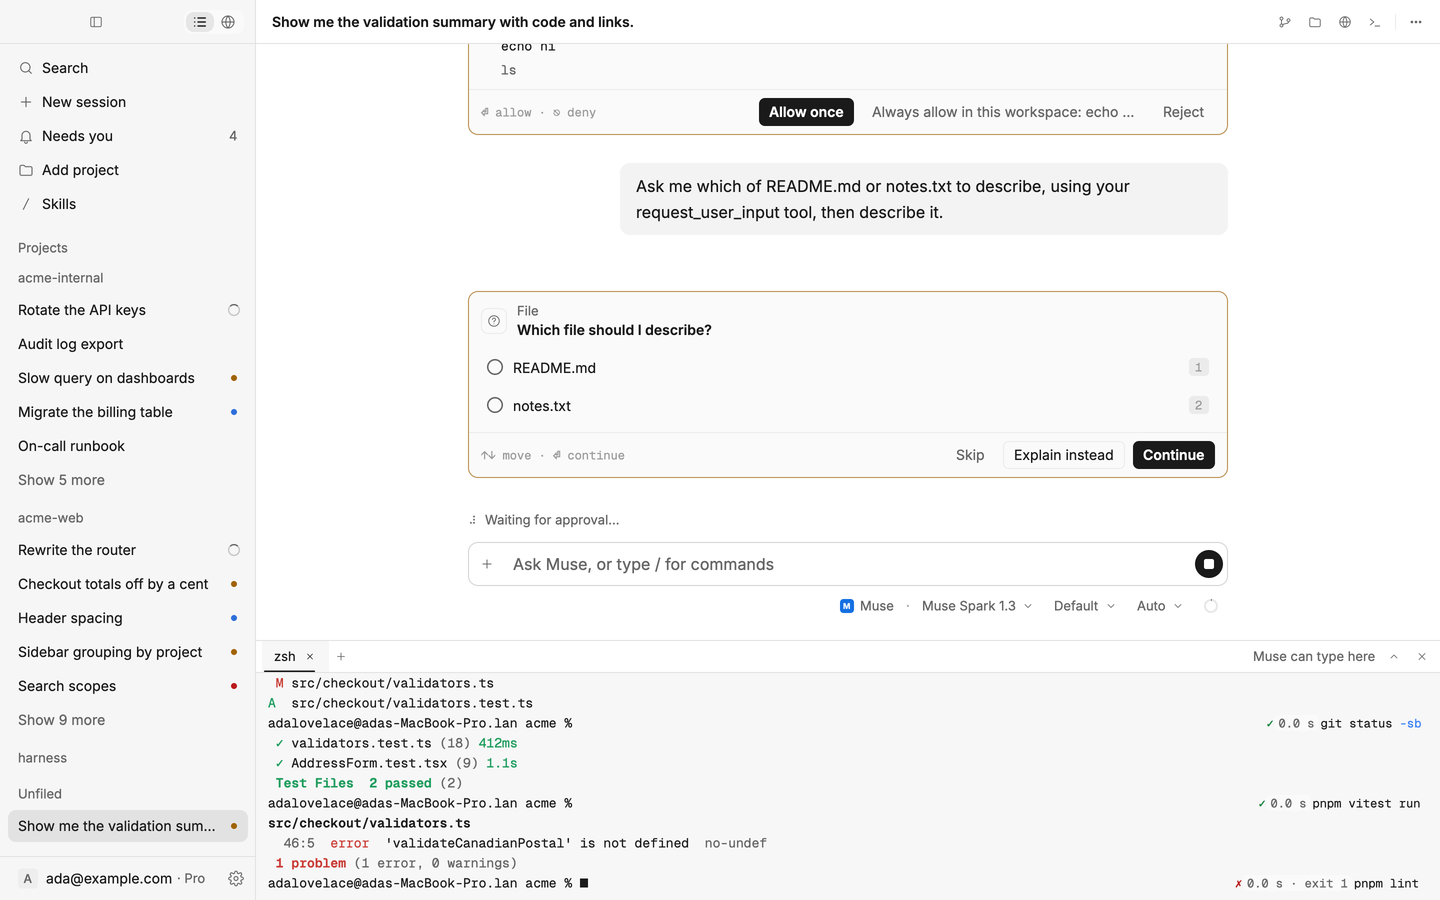 Show me the validation summary with code and links.
Search
New session
Needs you 4
Add project
Skills
Projects
acme-internal
Rotate the API keys
Audit log export
Slow query on dashboards
Migrate the billing table
On-call runbook
Show 5 more
acme-web
Rewrite the router
Checkout totals off by a cent
Header spacing
Sidebar grouping by project
Search scopes
Show 9 more
harness
Unfiled
Show me the validation sum...
A ada@example.com · Pro
echo hi
ls
allow · deny
Allow once
Always allow in this workspace: echo ...
Reject
Ask me which of README.md or notes.txt to describe, using your
request_user_input tool, then describe it.
File
Which file should I describe?
README.md 1
notes.txt 2
move · continue
Skip
Explain instead
Continue
Waiting for approval...
Ask Muse, or type / for commands
M Muse · Muse Spark 1.3 Default Auto
zsh × +
Muse can type here
M src/checkout/validators.ts
A src/checkout/validators.test.ts
adalovelace@adas-MacBook-Pro.lan acme % ✓ 0.0 s git status -sb
✓ validators.test.ts (18) 412ms
✓ AddressForm.test.tsx (9) 1.1s
Test Files 2 passed (2)
adalovelace@adas-MacBook-Pro.lan acme % ✓ 0.0 s pnpm vitest run
src/checkout/validators.ts
46:5 error 'validateCanadianPostal' is not defined no-undef
1 problem (1 error, 0 warnings)
adalovelace@adas-MacBook-Pro.lan acme % ✗ 0.0 s · exit 1 pnpm lint